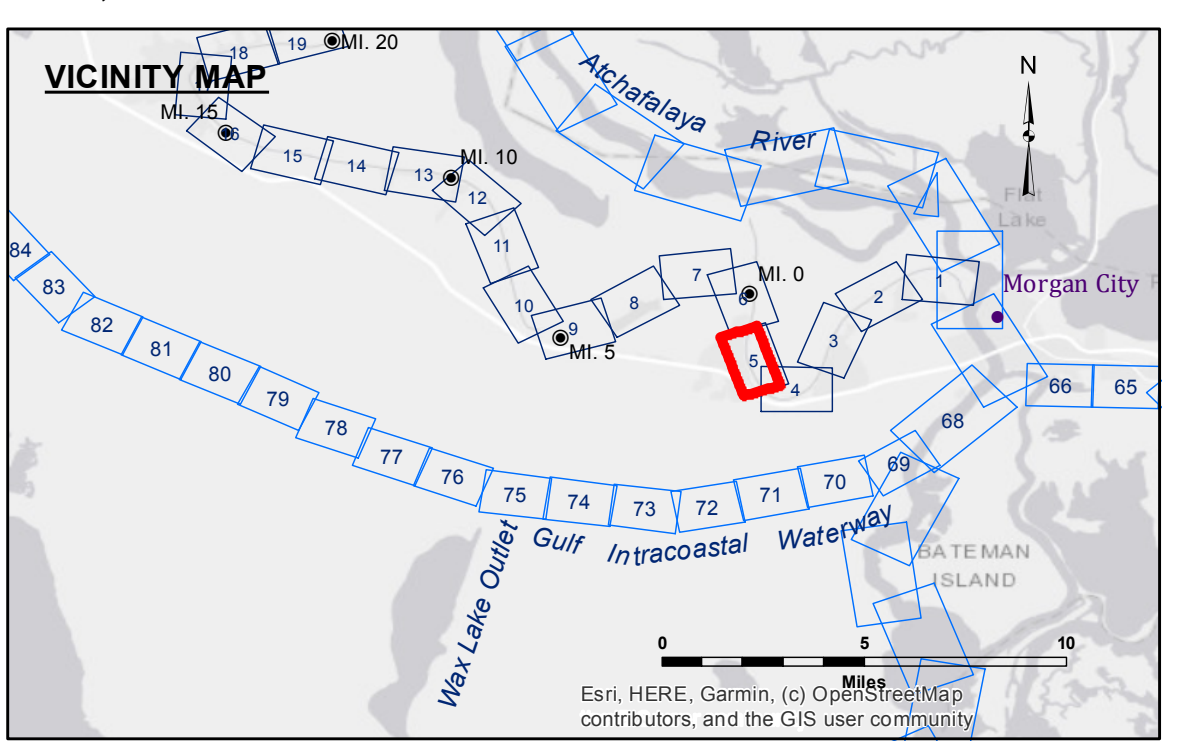 18
19
MI. 20
VICINITY MAP
N
MI. 15
16
Atchafalaya
River
15
14
13
MI. 10
12
Flat
Lake
11
84
83
7
MI. 0
6
2
1
Morgan City
10
8
82
9
MI. 5
3
81
5
80
4
66
65
79
78
68
77
76
69
75
74
73
72
71
70
Gulf
Intracoastal
Waterway
Wax Lake Outlet
BATEMAN
ISLAND
0
5
10
Miles
Esri, HERE, Garmin, (c) OpenStreetMap
contributors, and the GIS user community